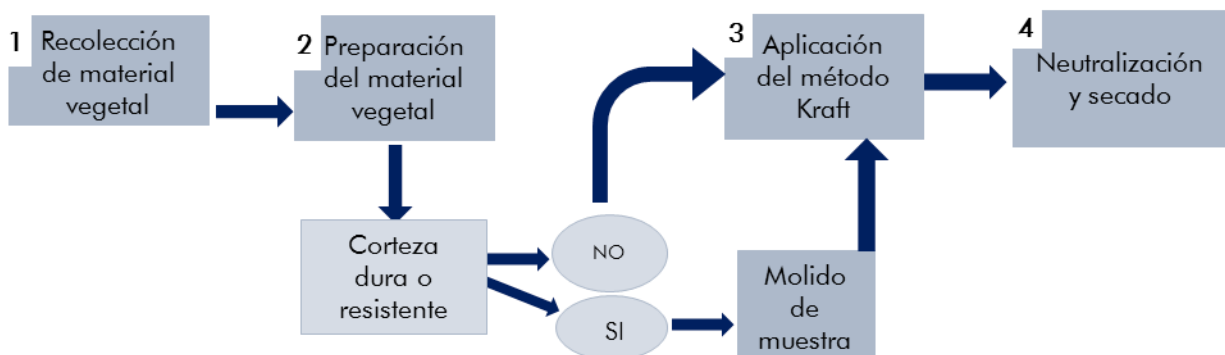 1
Recolección
de material
vegetal
2
Preparación
del material
vegetal
Corteza
dura o
resistente
NO
SI
Molido
de
muestra
3
Aplicación
del método
Kraft
4
Neutralización
y secado